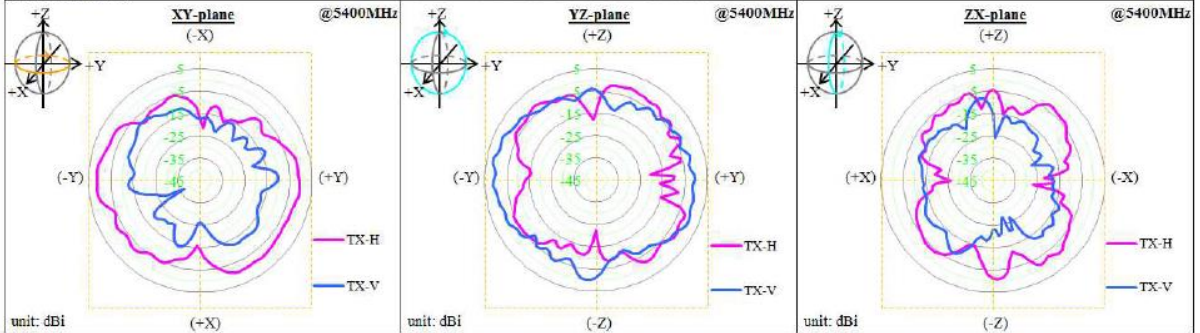 +Z
XY-plane
@5400MHz
(-X)
+Y
+X
5
-5
-15
-25
-35
-45
(-Y)
(+Y)
TX-H
TX-V
unit: dBi
(+X)
+Z
YZ-plane
@5400MHz
(+Z)
+Y
+X
5
-5
-15
-25
-35
-45
(-Y)
(+Y)
TX-H
TX-V
unit: dBi
(-Z)
+Z
ZX-plane
@5400MHz
(+Z)
+Y
+X
5
-5
-15
-25
-35
-45
(+X)
(-X)
TX-H
TX-V
unit: dBi
(-Z)